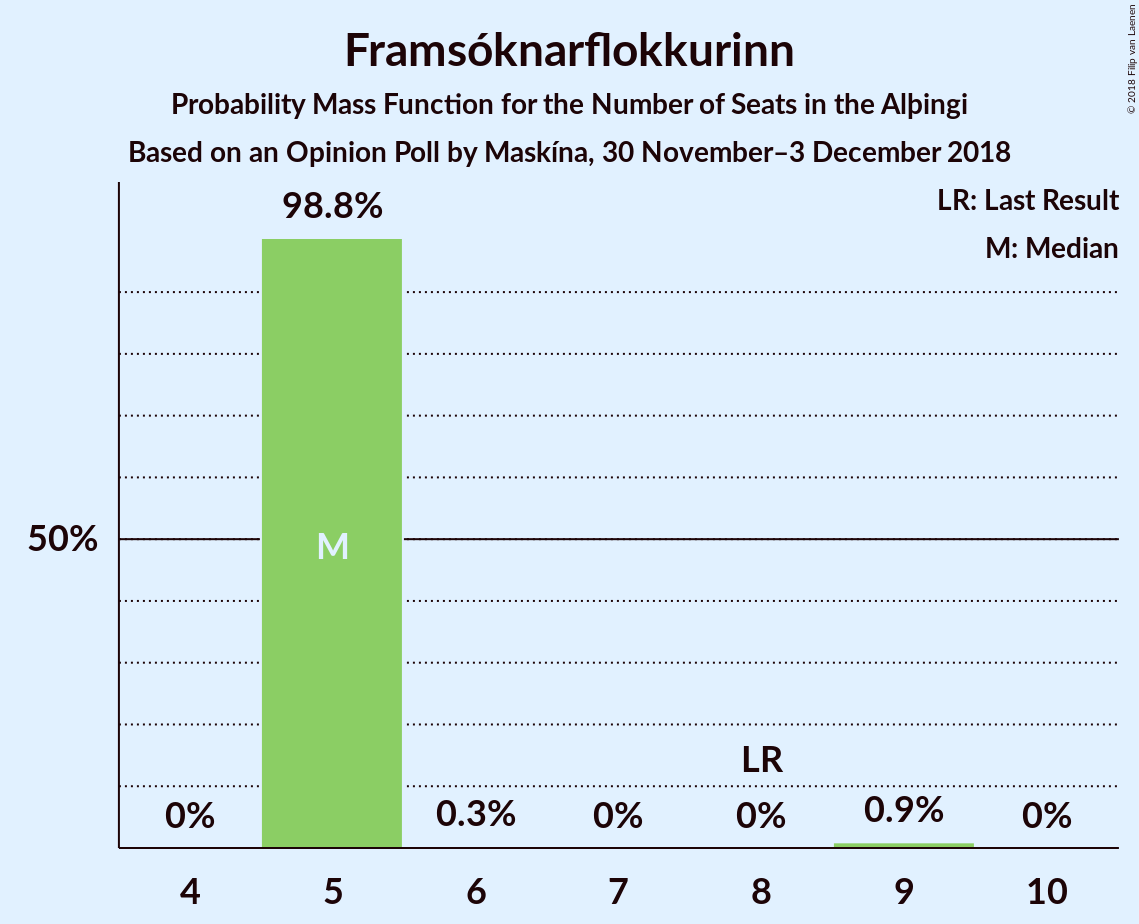 Framsóknarflokkurinn
Probability Mass Function for the Number of Seats in the Alþingi
Based on an Opinion Poll by Maskína, 30 November–3 December 2018
© 2018 Filip van Laenen
LR: Last Result
M: Median
98.8%
50%
M
LR
0%
0.3%
0%
0%
0.9%
0%
4 5 6 7 8 9 10